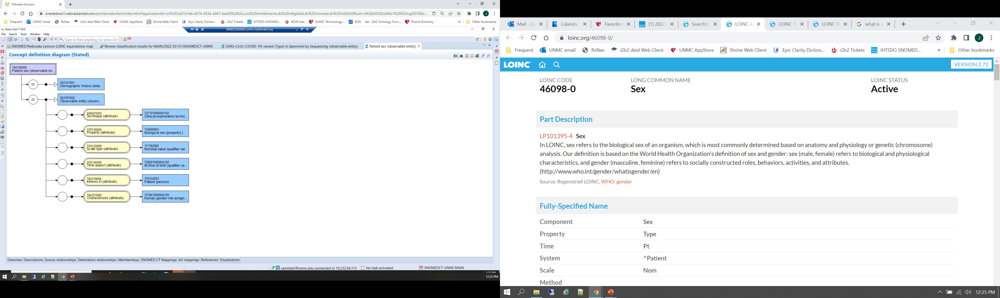 VMware Horizon
onedeskws1.nebraskamed.com/portal/webclient/index.html?applicationId=cn%3Dca57e1eb-e574-433a-a047-bed3f92d02cc,ou%3Dentitlements,dc%3Dvdiglobal,dc%3Dvmware,dc%3Dint&SAMLart=AAQAAFQGuX4ei1%2BX2Acg2EFGRzr...
Frequent UNMC email RxNav i2b2 deid Web Client UNMC AppStore Shrine Web Client Epic Clarity Diction... i2b2 Tickets IHTSDO SNOMED... BD2K trac UNMC Terminology... BOX i2b2 Ontology Func... Phone Directory » Other bookmarks
Snow Owl 7.19.0
IMDRC25069JC.unmc.medforest.org
File Search Tasks Window Help
Type to find anything (or press Ctrl
SNOMED/Nebraska Lexicon-LOINC equivalence map
Review classification results for MAIN/2022-03-01/SNOMEDCT-UNMC
SARS-CoV2 (COVID-19) variant [Type] in Specimen by Sequencing (observable entity)
Patient sex (observable entity)
Concept definition diagram (Stated)
184100006
Patient sex (observable en...
302147001
Demographic history detai...
363787002
Observable entity (observ...
246501002
Technique (attribute)
727101000004102
Clinical examination techni...
370130000
Property (attribute)
734000001
Biological sex (property) (...
370132008
Scale type (attribute)
117362005
Nominal value (qualifier val...
370134009
Time aspect (attribute)
728821000004102
At time of birth (qualifier va...
704319004
Inheres in (attribute)
116154003
Patient (person)
704321009
Characterizes (attribute)
727841000004109
Human gender role assign...
Overview Descriptions Source relationships Destination relationships Memberships SNOMED CT Mappings All mappings References Visualization
campbell@unmc.edu connected to 10.232.94.113
No task activated
SNOMEDCT-UNMC:MAIN
12:25 PM
Mail - Ca
Calendar
Favorites
(1) 2022
SearchLO
LOINC 4
LOINC 1
LOINC 9
what is a
loinc.org/46098-0/
Frequent UNMC email RxNav i2b2 deid Web Client UNMC AppStore Shrine Web Client Epic Clarity Diction... i2b2 Tickets IHTSDO SNOMED... » Other bookmarks
LOINC
VERSION 2.72
LOINC CODE LONG COMMON NAME LOINC STATUS
46098-0 Sex Active
Part Description
LP101395-4 Sex
In LOINC, sex refers to the biological sex of an organism, which is most commonly determined based on anatomy and physiology or genetic (chromosome)
analysis. Our definition is based on the World Health Organization's definition of sex and gender: sex (male, female) refers to biological and physiological
characteristics, and gender (masculine, feminine) refers to socially constructed roles, behaviors, activities, and attributes.
(http://www.who.int/gender/whatisgender/en)
Source: Regenstrief LOINC, WHO: gender
Fully-Specified Name
Component Sex
Property Type
Time Pt
System ^Patient
Scale Nom
Method
12:25 PM